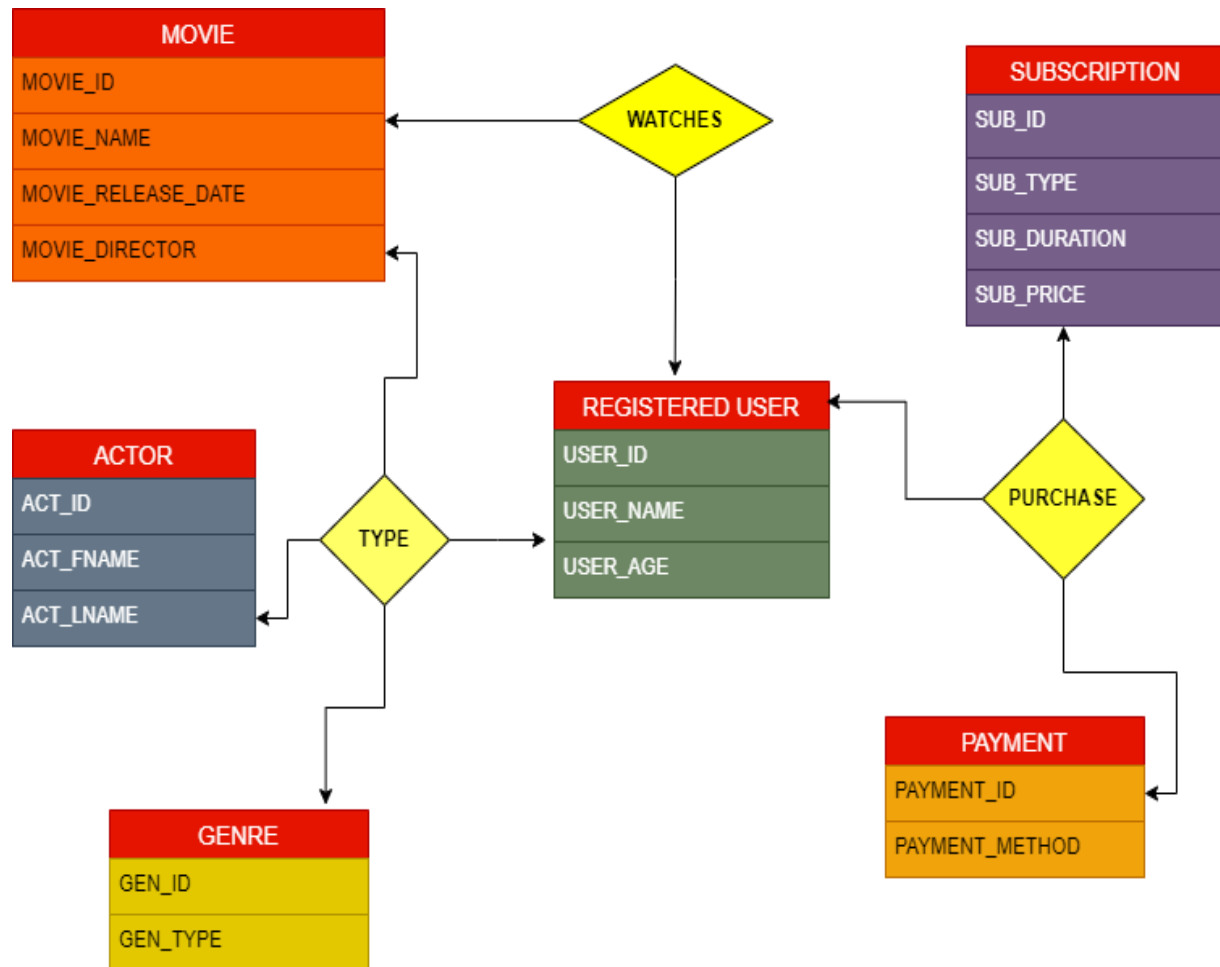 MOVIE
MOVIE_ID
MOVIE_NAME
MOVIE_RELEASE_DATE
MOVIE_DIRECTOR
WATCHES
SUBSCRIPTION
SUB_ID
SUB_TYPE
SUB_DURATION
SUB_PRICE
REGISTERED USER
USER_ID
USER_NAME
USER_AGE
ACTOR
ACT_ID
ACT_FNAME
ACT_LNAME
TYPE
PURCHASE
GENRE
GEN_ID
GEN_TYPE
PAYMENT
PAYMENT_ID
PAYMENT_METHOD